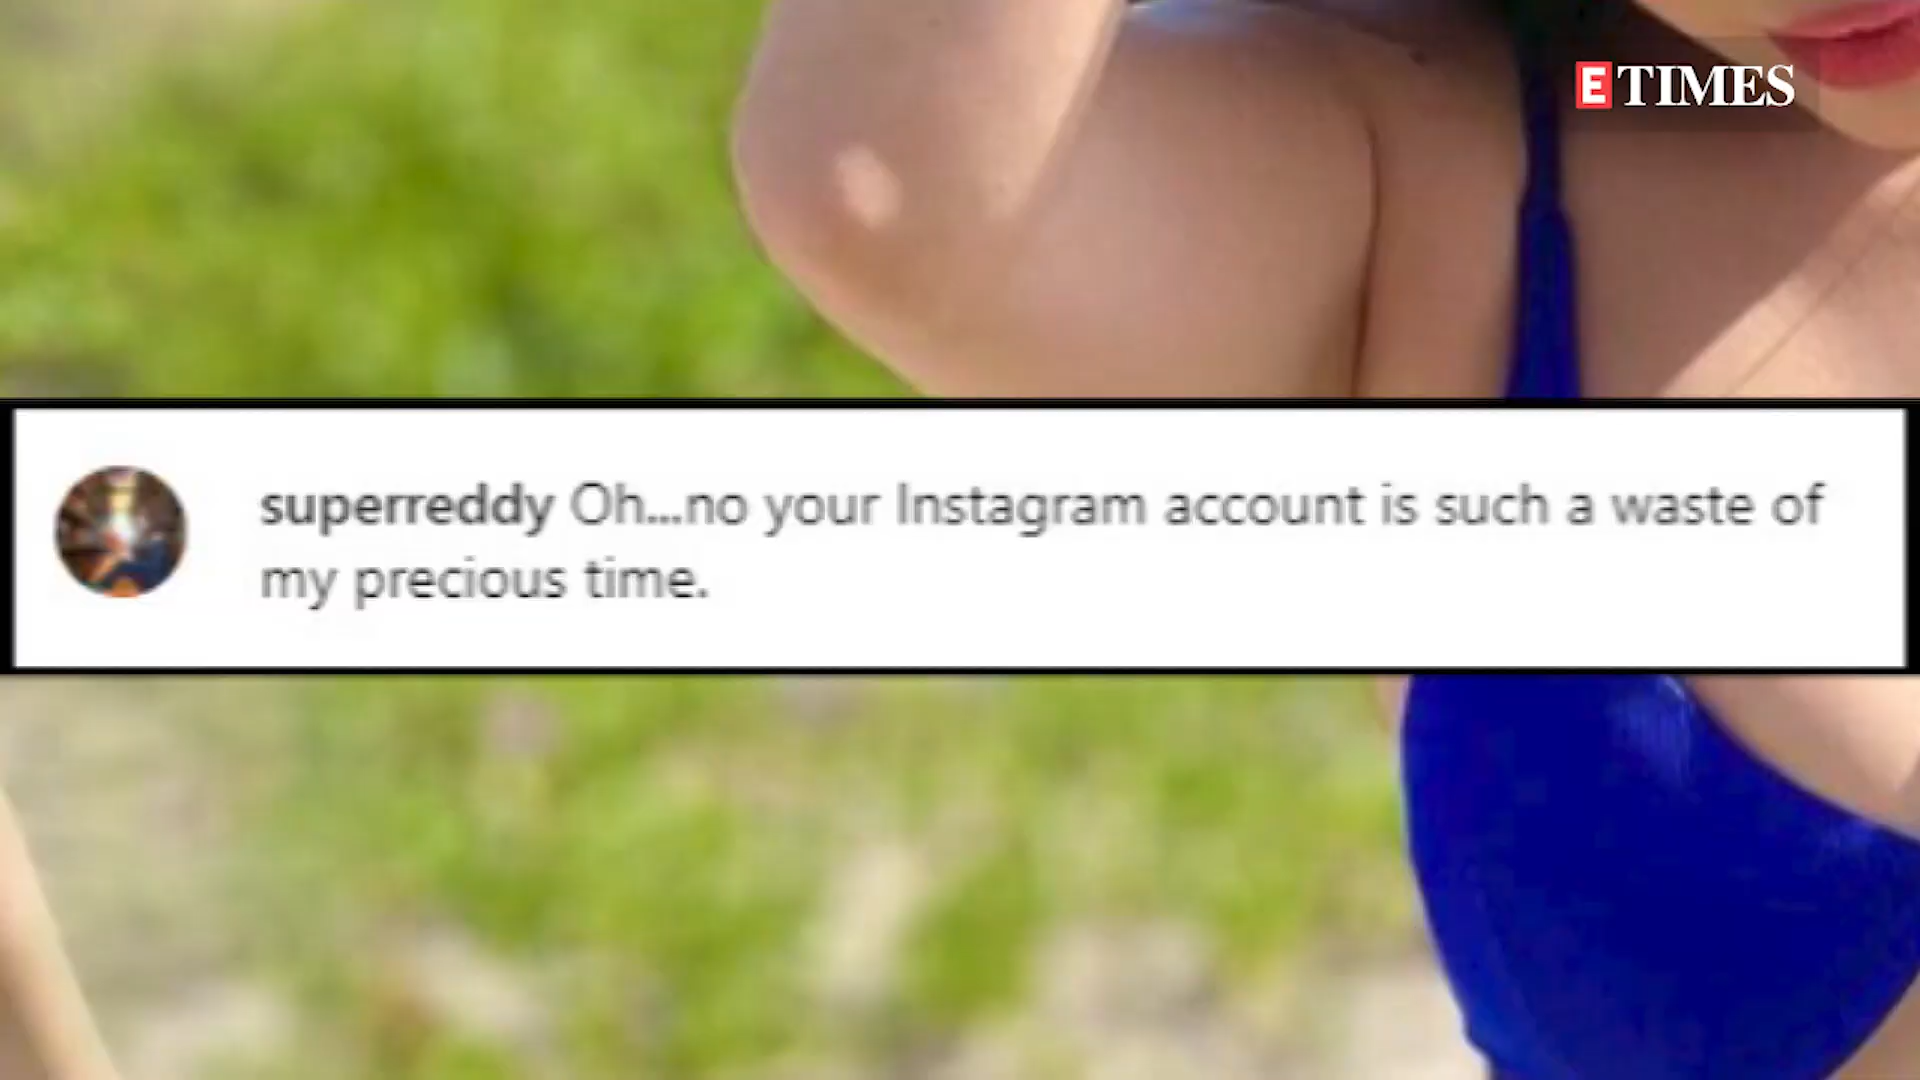 ETIMES
superreddy Oh...no your Instagram account is such a waste of
my precious time.